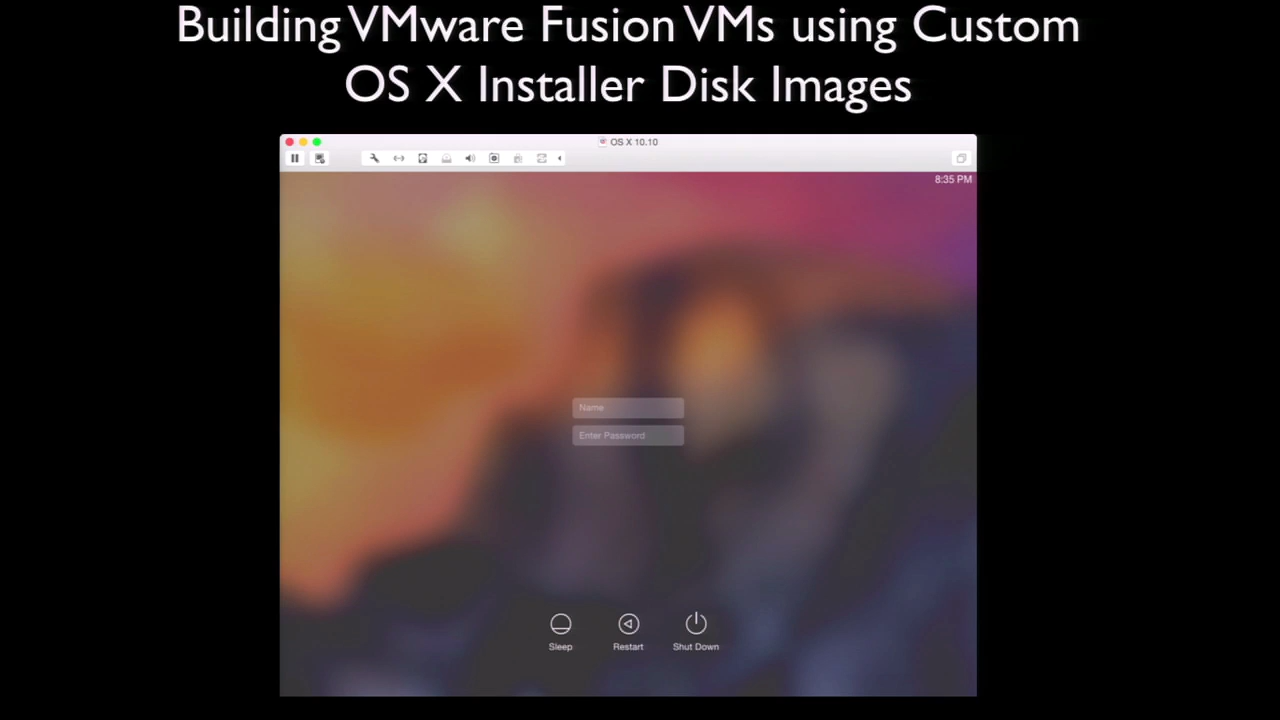 Building VMware Fusion VMs using Custom
OS X Installer Disk Images
OS X 10.10
8:35 PM
Name
Enter Password
Sleep
Restart
Shut Down